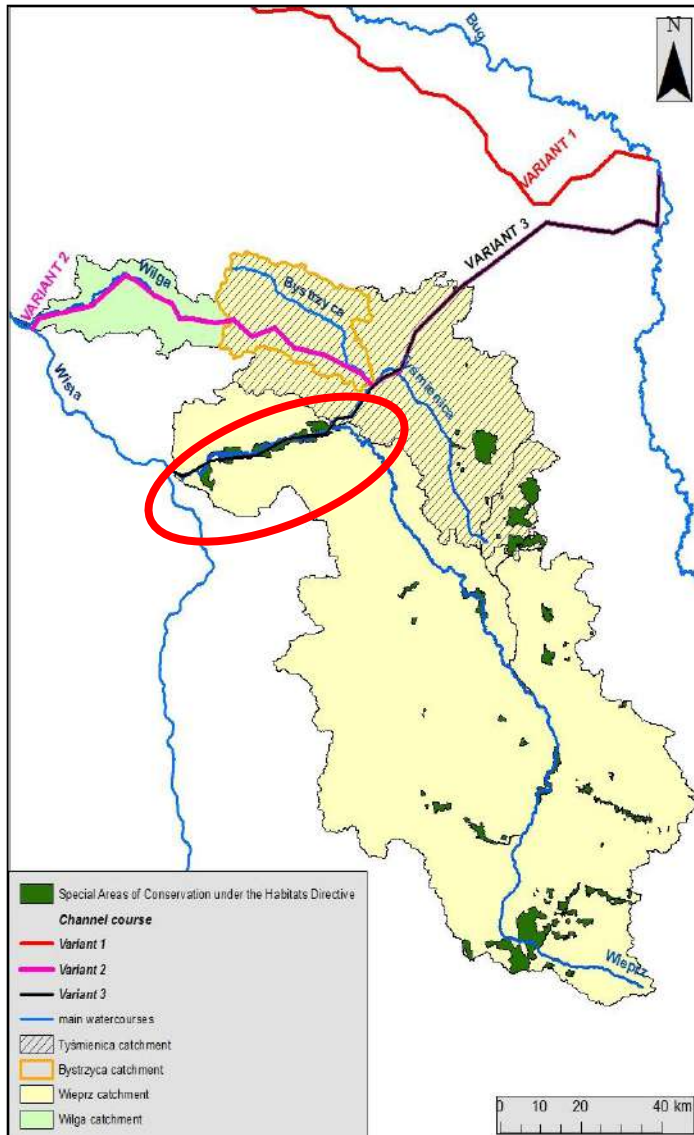 N
Bug
VARIANT 1
VARIANT 3
VARIANT 2
Wilga
Bystrzyca
Wisła
Wieprz
Special Areas of Conservation under the Habitats Directive
Channel course
Variant 1
Variant 2
Variant 3
main watercourses
Tyśmienica catchment
Bystrzyca catchment
Wieprz catchment
Wilga catchment
0 10 20 40 km